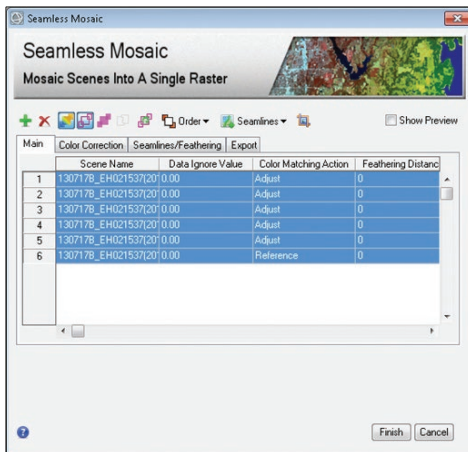 Seamless Mosaic
Seamless Mosaic
Mosaic Scenes Into A Single Raster
Order Seamlines Show Preview
Main Color Correction Seamlines/Feathering Export
Scene Name Data Ignore Value Color Matching Action Feathering Distanc
1 130717B_EH021537(20 0.00 Adjust 0
2 130717B_EH021537(20 0.00 Adjust 0
3 130717B_EH021537(20 0.00 Adjust 0
4 130717B_EH021537(20 0.00 Adjust 0
5 130717B_EH021537(20 0.00 Adjust 0
6 130717B_EH021537(20 0.00 Reference 0
Finish Cancel